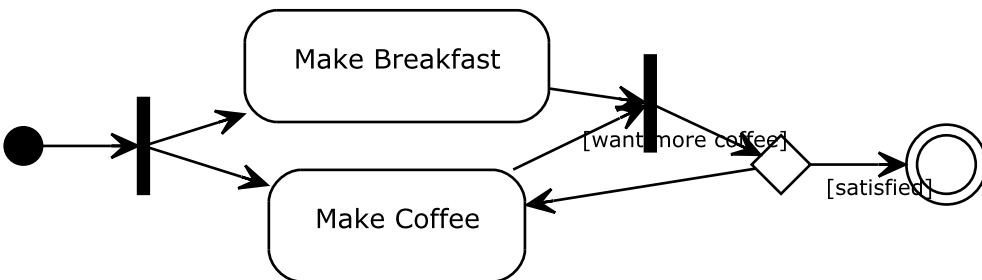 Make Breakfast
[want more coffee]
[satisfied]
Make Coffee